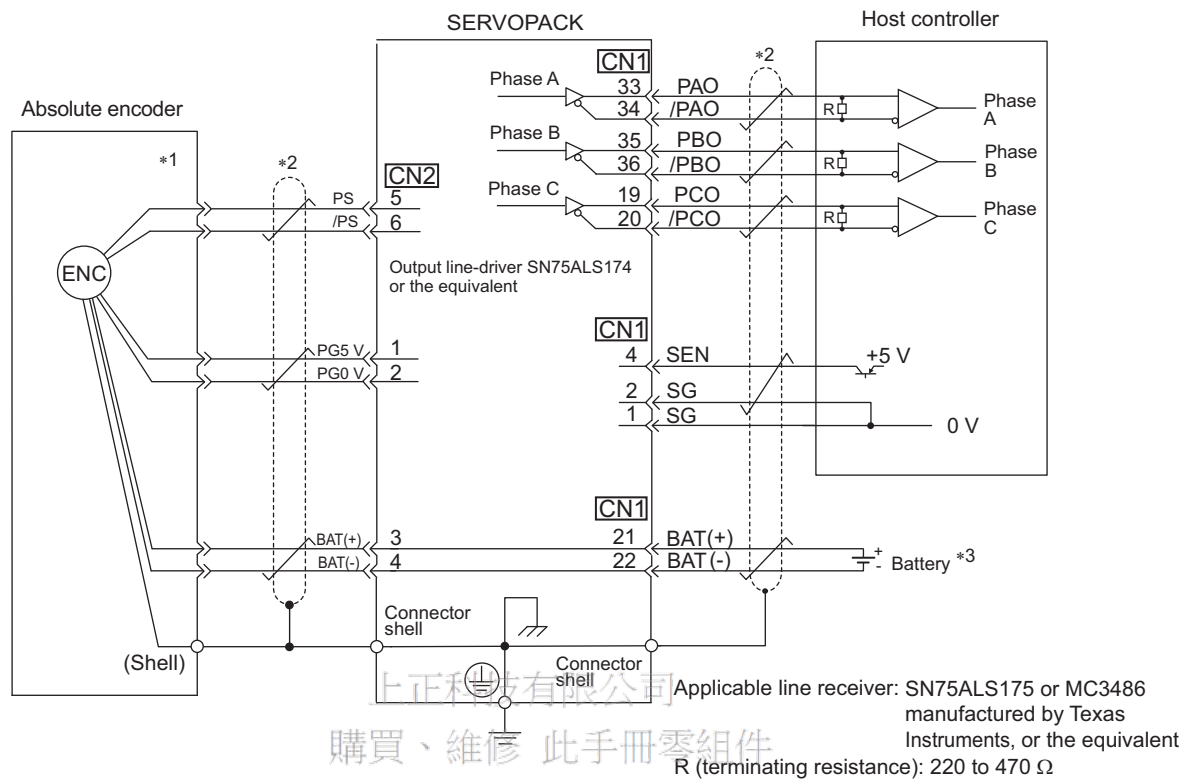 SERVOPACK
Host controller
Absolute encoder
*1
*2
CN2
PS 5
/PS 6
ENC
Output line-driver SN75ALS174
or the equivalent
PG5 V 1
PG0 V 2
BAT(+) 3
BAT(-) 4
(Shell)
Connector
shell
Phase A
Phase B
Phase C
CN1
33 PAO
34 /PAO
35 PBO
36 /PBO
19 PCO
20 /PCO
*2
R
R
R
Phase
A
Phase
B
Phase
C
CN1
4 SEN
2 SG
1 SG
+5 V
0 V
CN1
21 BAT(+)
22 BAT(-)
+
-
Battery *3
Connector
shell
上正科技有限公司
購買、維修 此手冊零組件
Applicable line receiver: SN75ALS175 or MC3486
manufactured by Texas
Instruments, or the equivalent
R (terminating resistance): 220 to 470 Ω